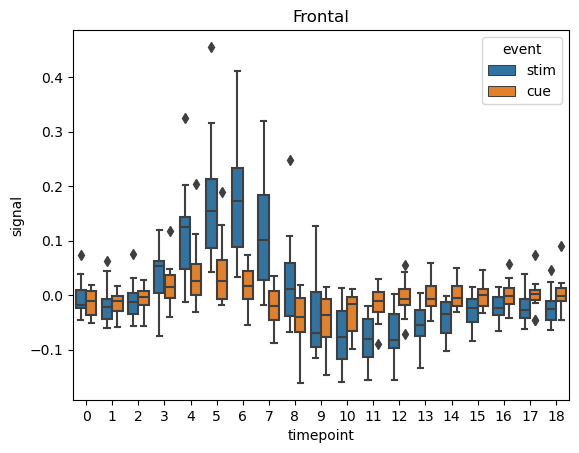 Frontal
event
stim
cue
signal
0.4
0.3
0.2
0.1
0.0
−0.1
0 1 2 3 4 5 6 7 8 9 10 11 12 13 14 15 16 17 18
timepoint